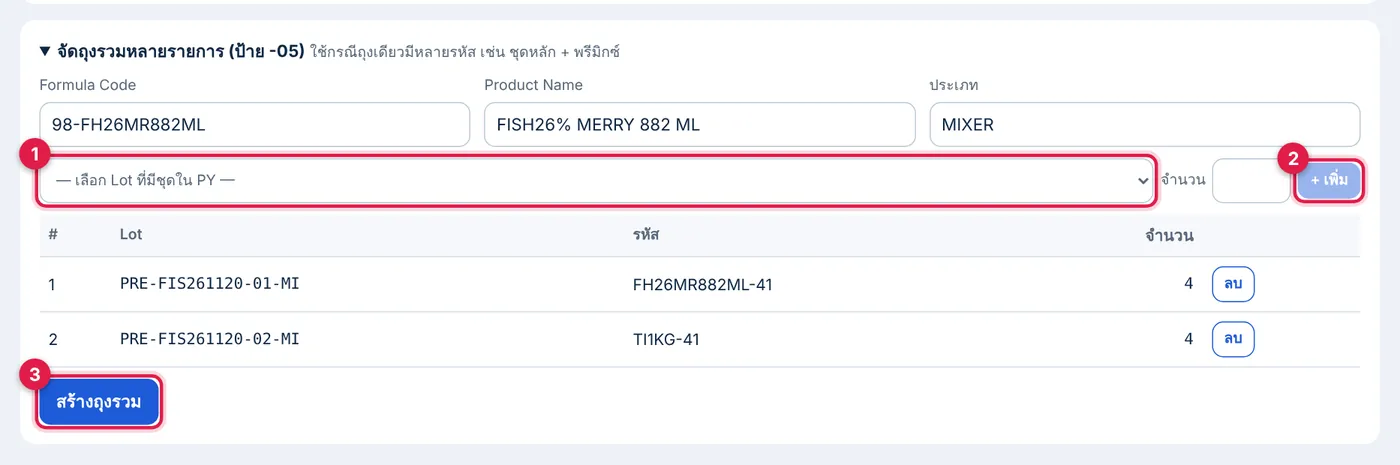 ▼ จัดถุงรวมหลายรายการ (ป้าย -05) ใช้กรณีถุงเดียวมีหลายรหัส เช่น ชุดหลัก + พรีมิกซ์
Formula Code Product Name ประเภท
98-FH26MR882ML FISH26% MERRY 882 ML MIXER
1 2
— เลือก Lot ที่มีชุดใน PY — จำนวน + เพิ่ม
# Lot รหัส จำนวน
1 PRE-FIS261120-01-MI FH26MR882ML-41 4 ลบ
2 PRE-FIS261120-02-MI TI1KG-41 4 ลบ
3
สร้างถุงรวม